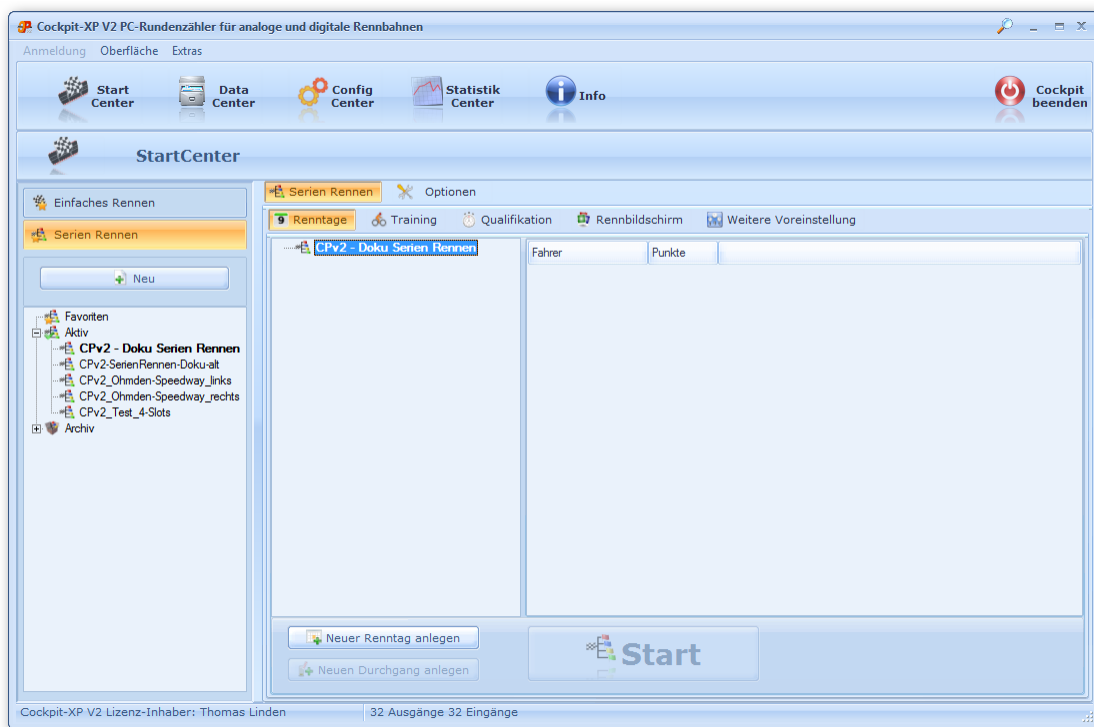 Cockpit-XP V2 PC-Rundenzähler für analoge und digitale Rennbahnen
Anmeldung Oberfläche Extras
Start Center
Data Center
Config Center
Statistik Center
Info
Cockpit beenden
StartCenter
Einfaches Rennen
Serien Rennen
Neu
Favoriten
Aktiv
CPv2 - Doku Serien Rennen
CPv2-SerienRennen-Doku-alt
CPv2_Ohmden-Speedway_links
CPv2_Ohmden-Speedway_rechts
CPv2_Test_4-Slots
Archiv
Serien Rennen Optionen
9 Renntage Training Qualifikation Rennbildschirm Weitere Voreinstellung
CPv2 - Doku Serien Rennen
Fahrer Punkte
Neuer Renntag anlegen
Neuen Durchgang anlegen
Start
Cockpit-XP V2 Lizenz-Inhaber: Thomas Linden 32 Ausgänge 32 Eingänge